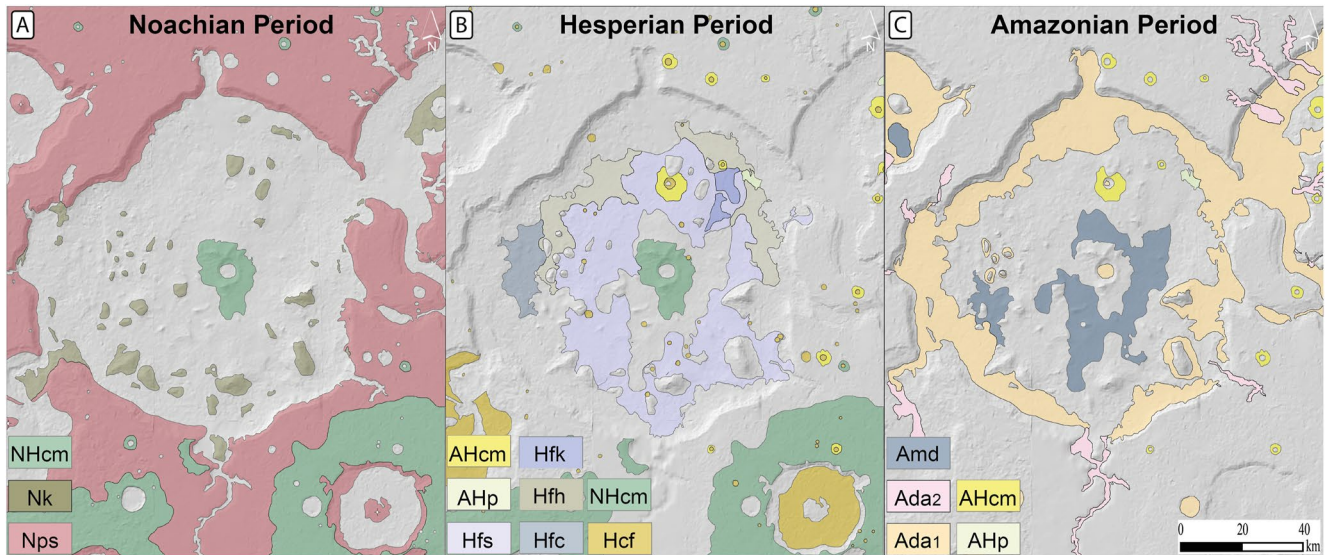 A
Noachian Period
N
NHcm
Nk
Nps
B
Hesperian Period
N
AHcm Hfk
AHp Hfh NHcm
Hfs Hfc Hcf
C
Amazonian Period
N
Amd
Ada2 AHcm
Ada1 AHp
0 20 40
km